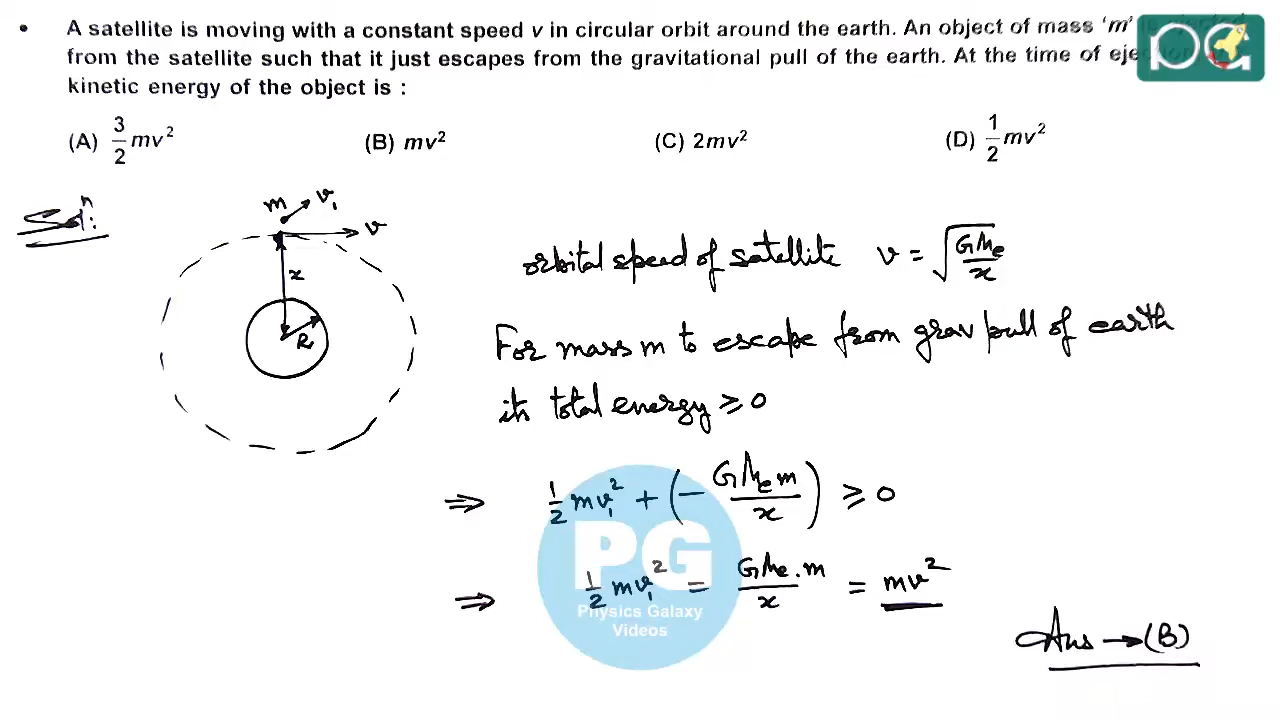 • A satellite is moving with a constant speed v in circular orbit around the earth. An object of mass 'm'
from the satellite such that it just escapes from the gravitational pull of the earth. At the time of
kinetic energy of the object is :
(A) 3/2 mv² (B) mv² (C) 2mv² (D) 1/2 mv²
PG
Solⁿ:
m v₁
v
x
R
orbital speed of satellite v = √(GMe/x)
For mass m to escape from grav pull of earth
its total energy ≥ 0
⇒ 1/2 mv₁² + (− GMem/x) ≥ 0
⇒ 1/2 mv₁² = GMe.m/x = mv²
PG
Physics Galaxy
Videos
Ans → (B)